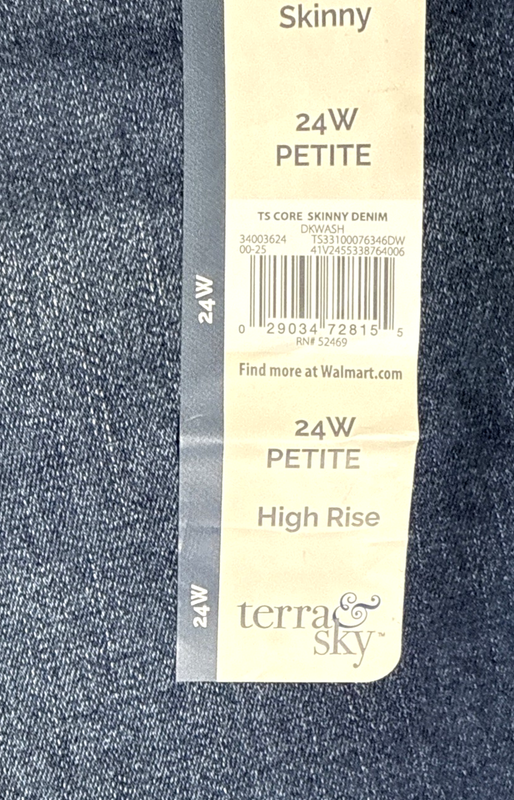 Skinny
24W
PETITE
TS CORE SKINNY DENIM
DKWASH
34003624 TS33100076346DW
00-25 41V2455338764006
0 29034 72815 5
RN# 52469
Find more at Walmart.com
24W
PETITE
High Rise
terra &
sky™
24W
24W